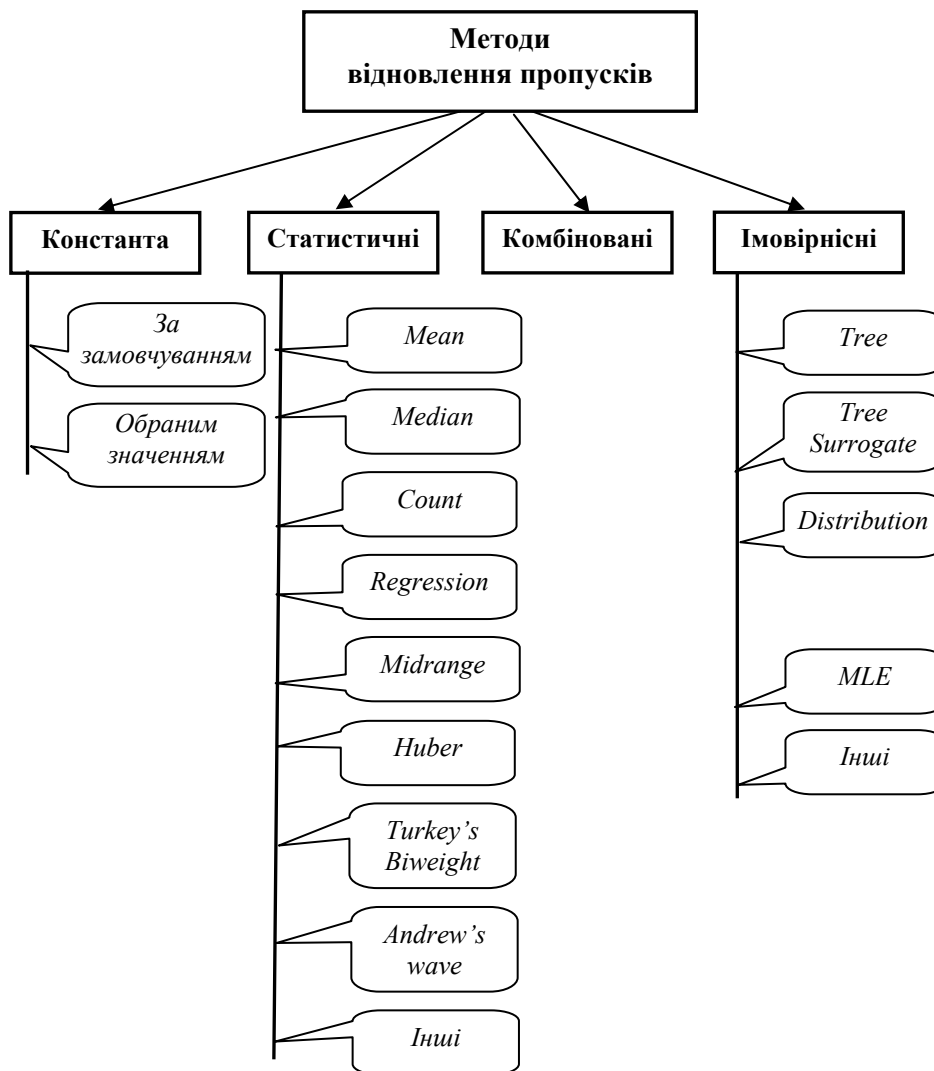 Методи
відновлення пропусків
Константа
Статистичні
Комбіновані
Імовірнісні
За
замовчуванням
Обраним
значенням
Mean
Median
Count
Regression
Midrange
Huber
Turkey’s
Biweight
Andrew’s
wave
Інші
Tree
Tree
Surrogate
Distribution
MLE
Інші